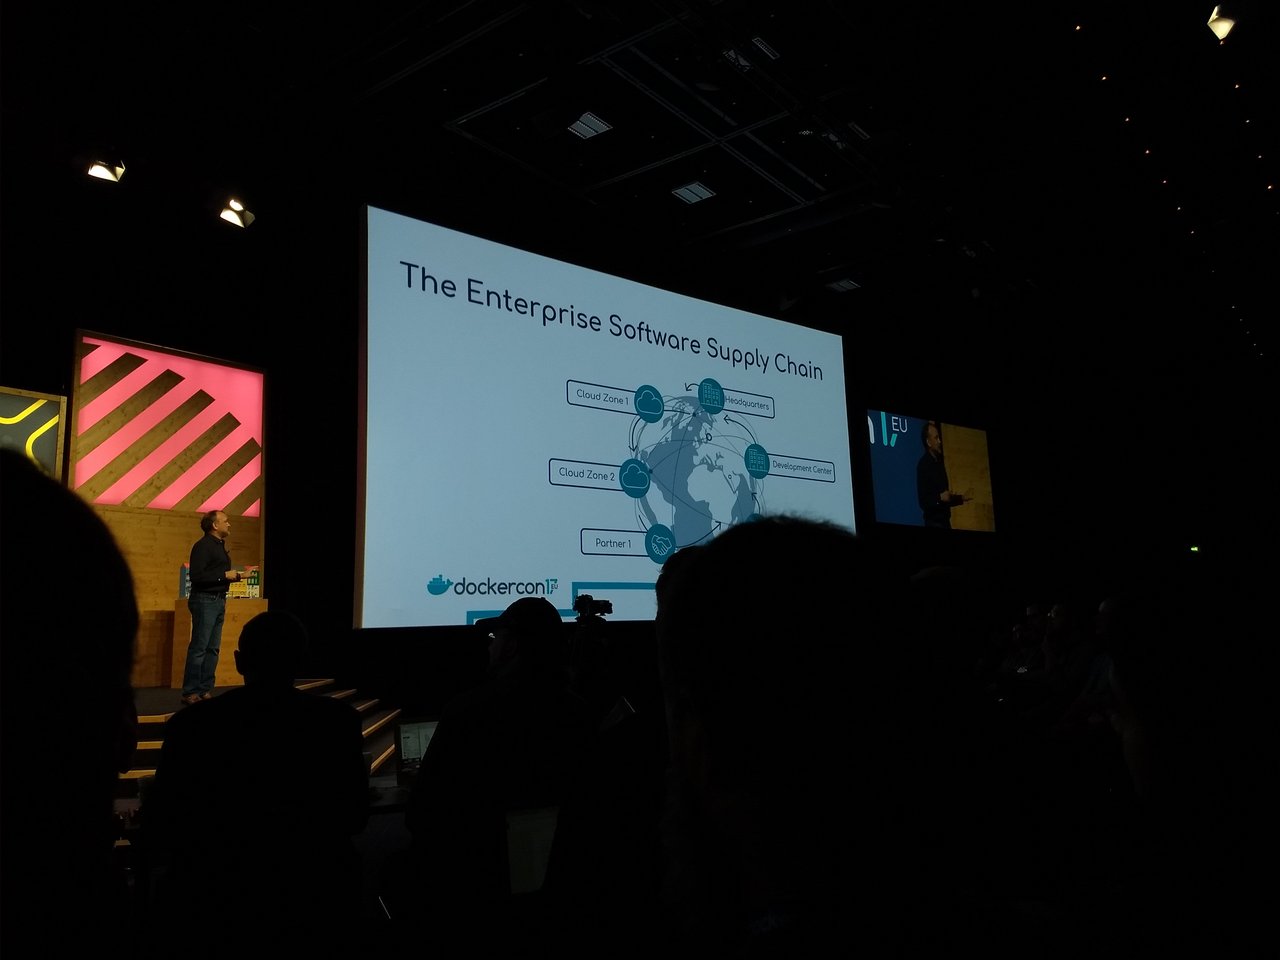 The Enterprise Software Supply Chain
Cloud Zone 1
Headquarters
Cloud Zone 2
Development Center
Partner 1
dockercon17
EU
EU